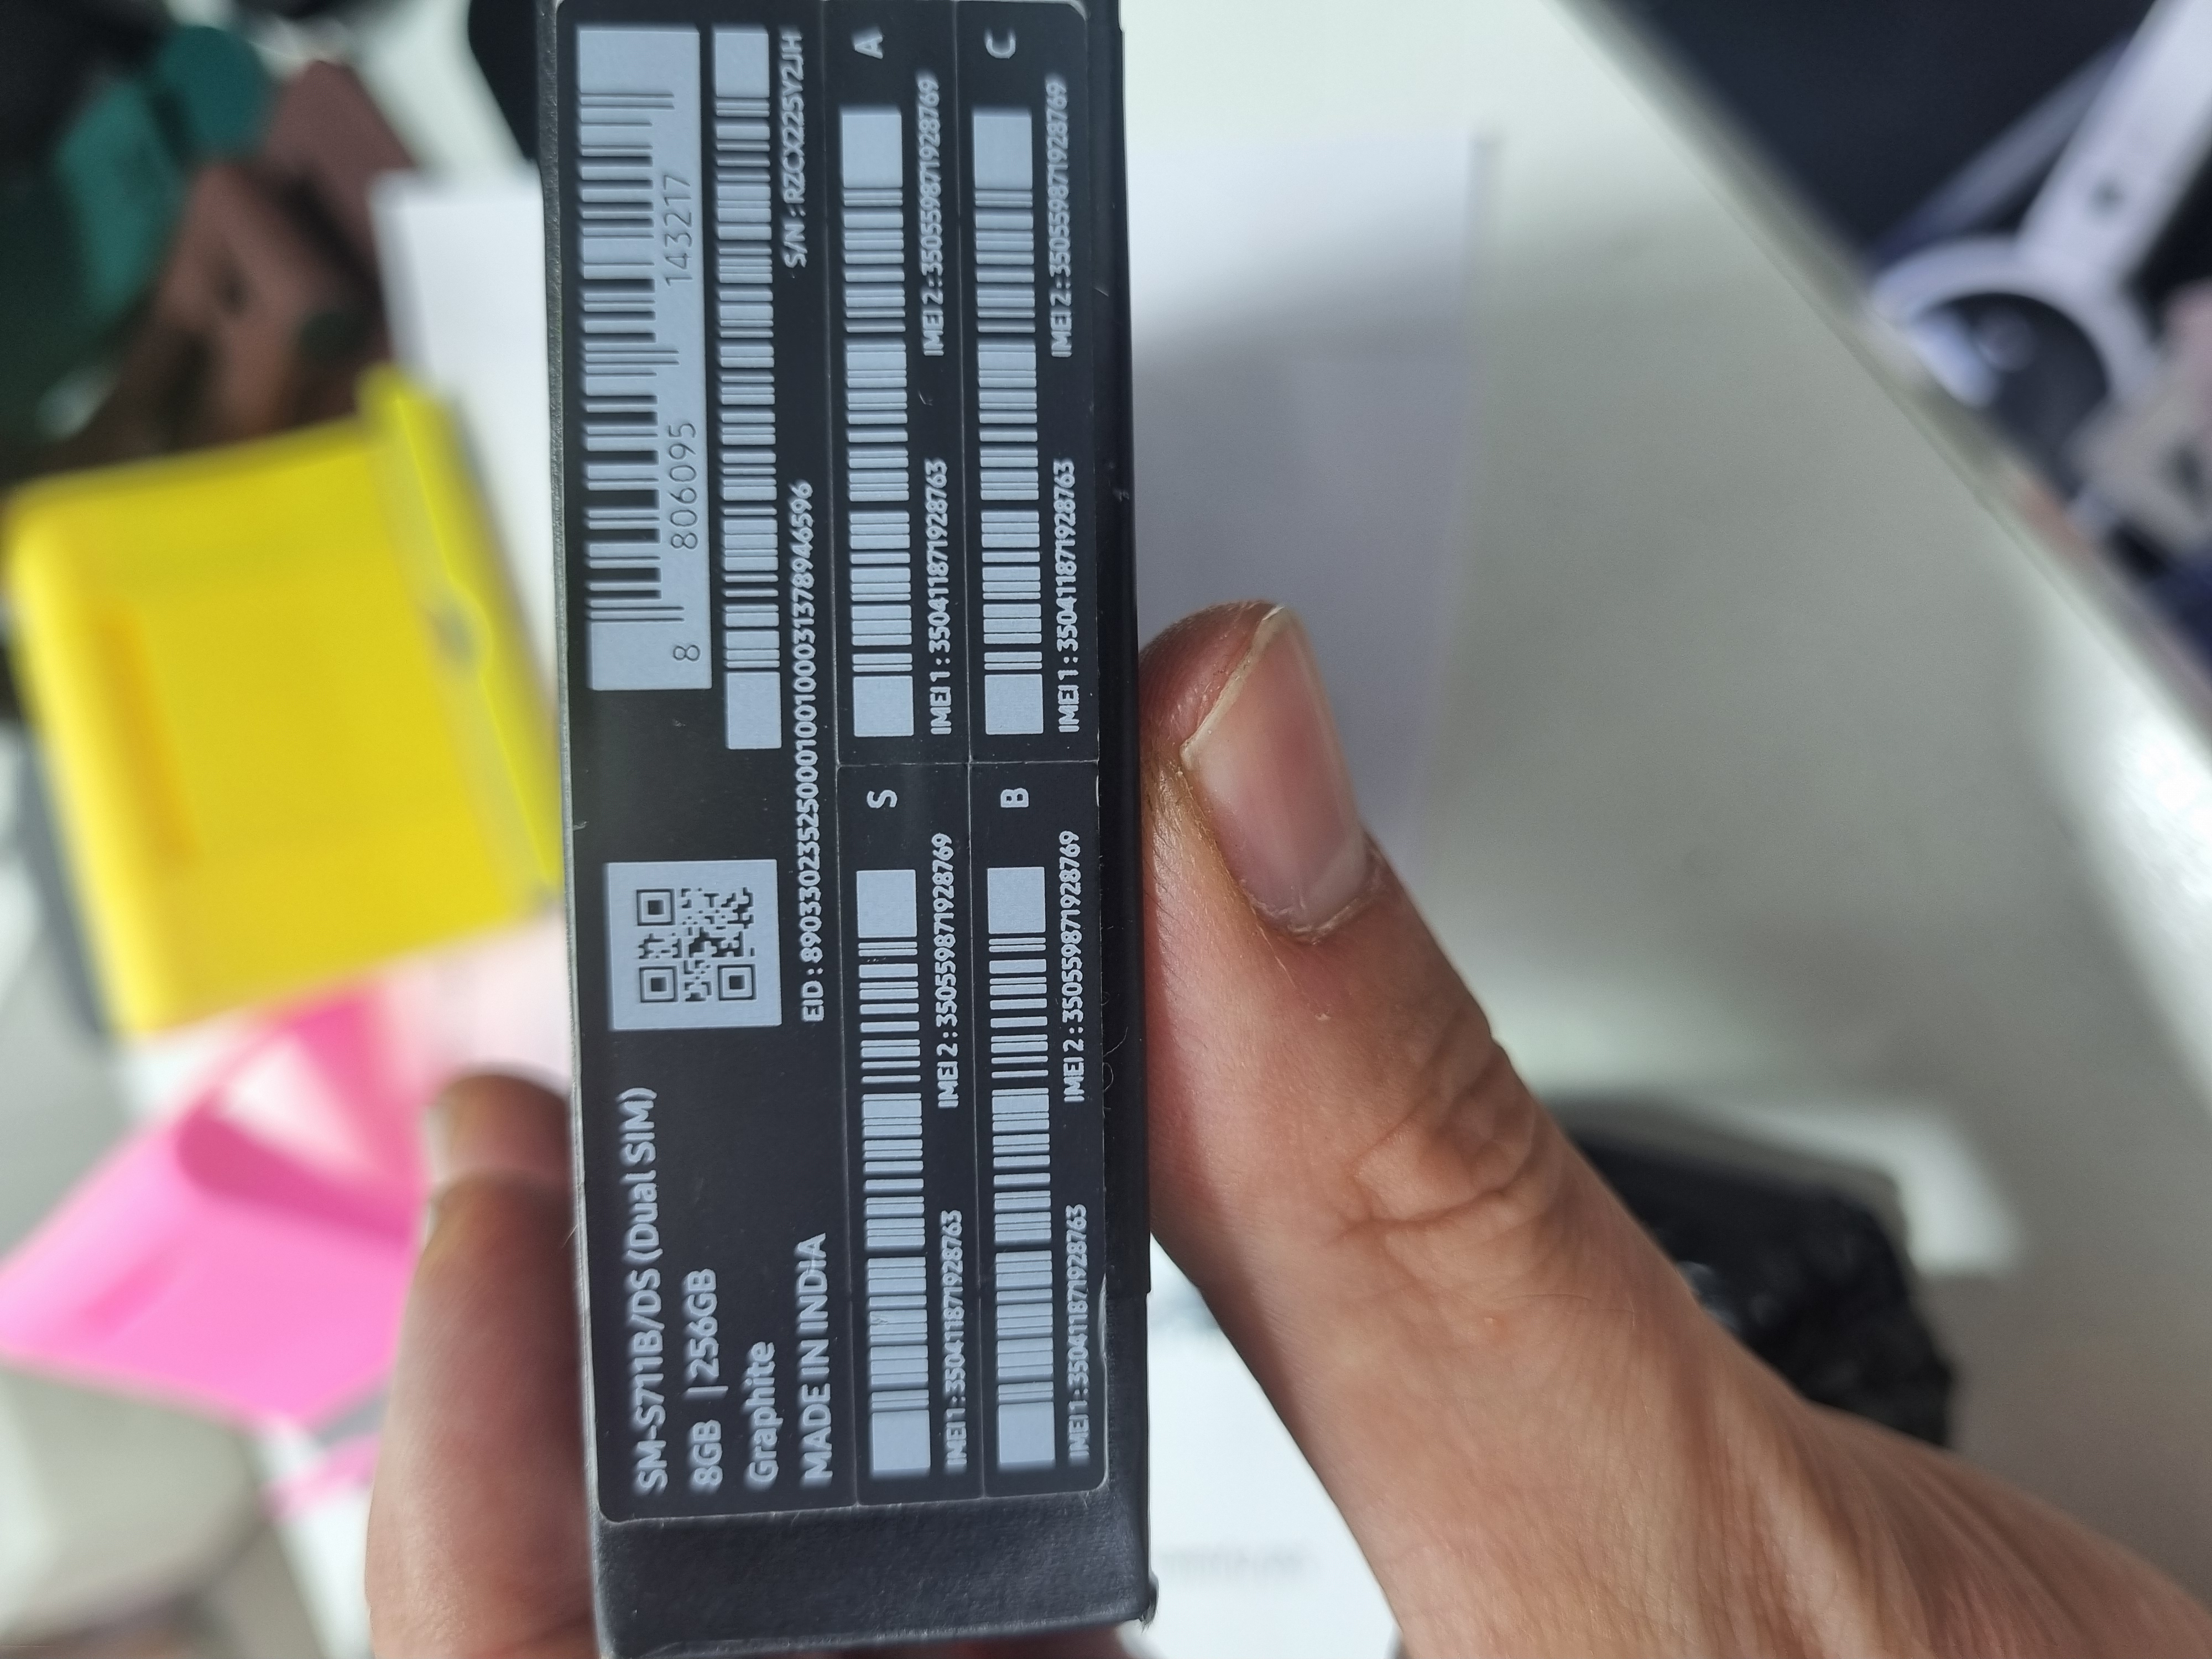 SM-S711B/DS (Dual SIM)
8GB | 256GB
Graphite
MADE IN INDIA
8 806095 143217
S/N : RZCX225Y2JH
EID : 89033023525000100100031378946596
S
IMEI 1 : 350411871928763 IMEI 2 : 350559871928769
A
IMEI 1 : 350411871928763 IMEI 2 : 350559871928769
B
IMEI 1 : 350411871928763 IMEI 2 : 350559871928769
C
IMEI 1 : 350411871928763 IMEI 2 : 350559871928769